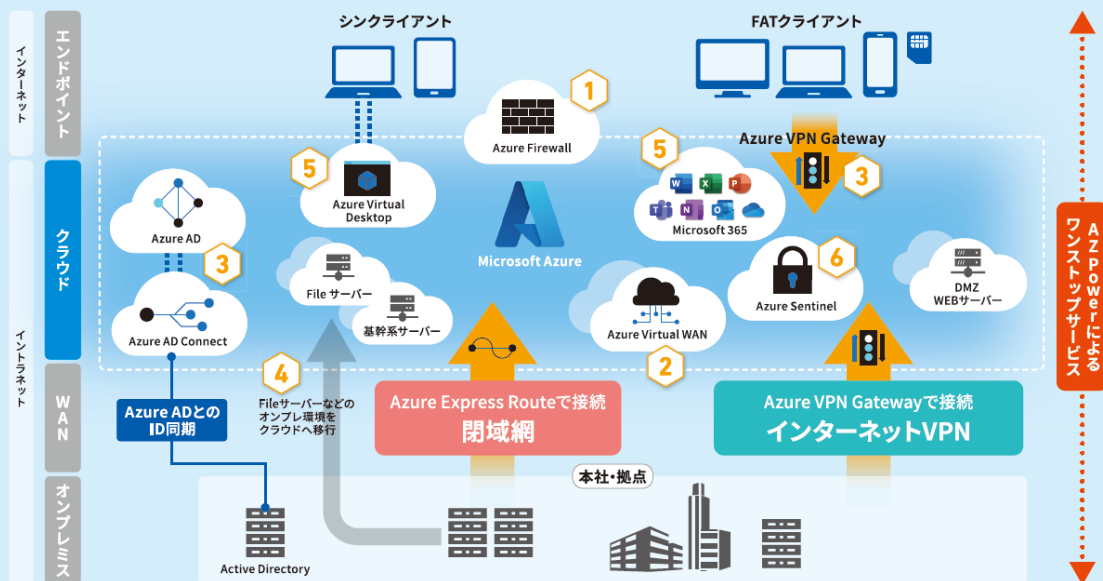 インターネット
エンドポイント
シンクライアント
FATクライアント
1
Azure Firewall
Azure VPN Gateway
3
5
Azure Virtual
Desktop
5
Microsoft 365
クラウド
Azure AD
3
Azure AD Connect
File サーバー
基幹系サーバー
Microsoft Azure
Azure Virtual WAN
2
6
Azure Sentinel
DMZ
WEBサーバー
AZPowerによる
ワンストップサービス
イントラネット
WAN
Azure ADとの
ID同期
4
Fileサーバーなどの
オンプレ環境を
クラウドへ移行
Azure Express Routeで接続
閉域網
Azure VPN Gatewayで接続
インターネットVPN
オンプレミス
本社・拠点
Active Directory
W
X
P
T
N
O